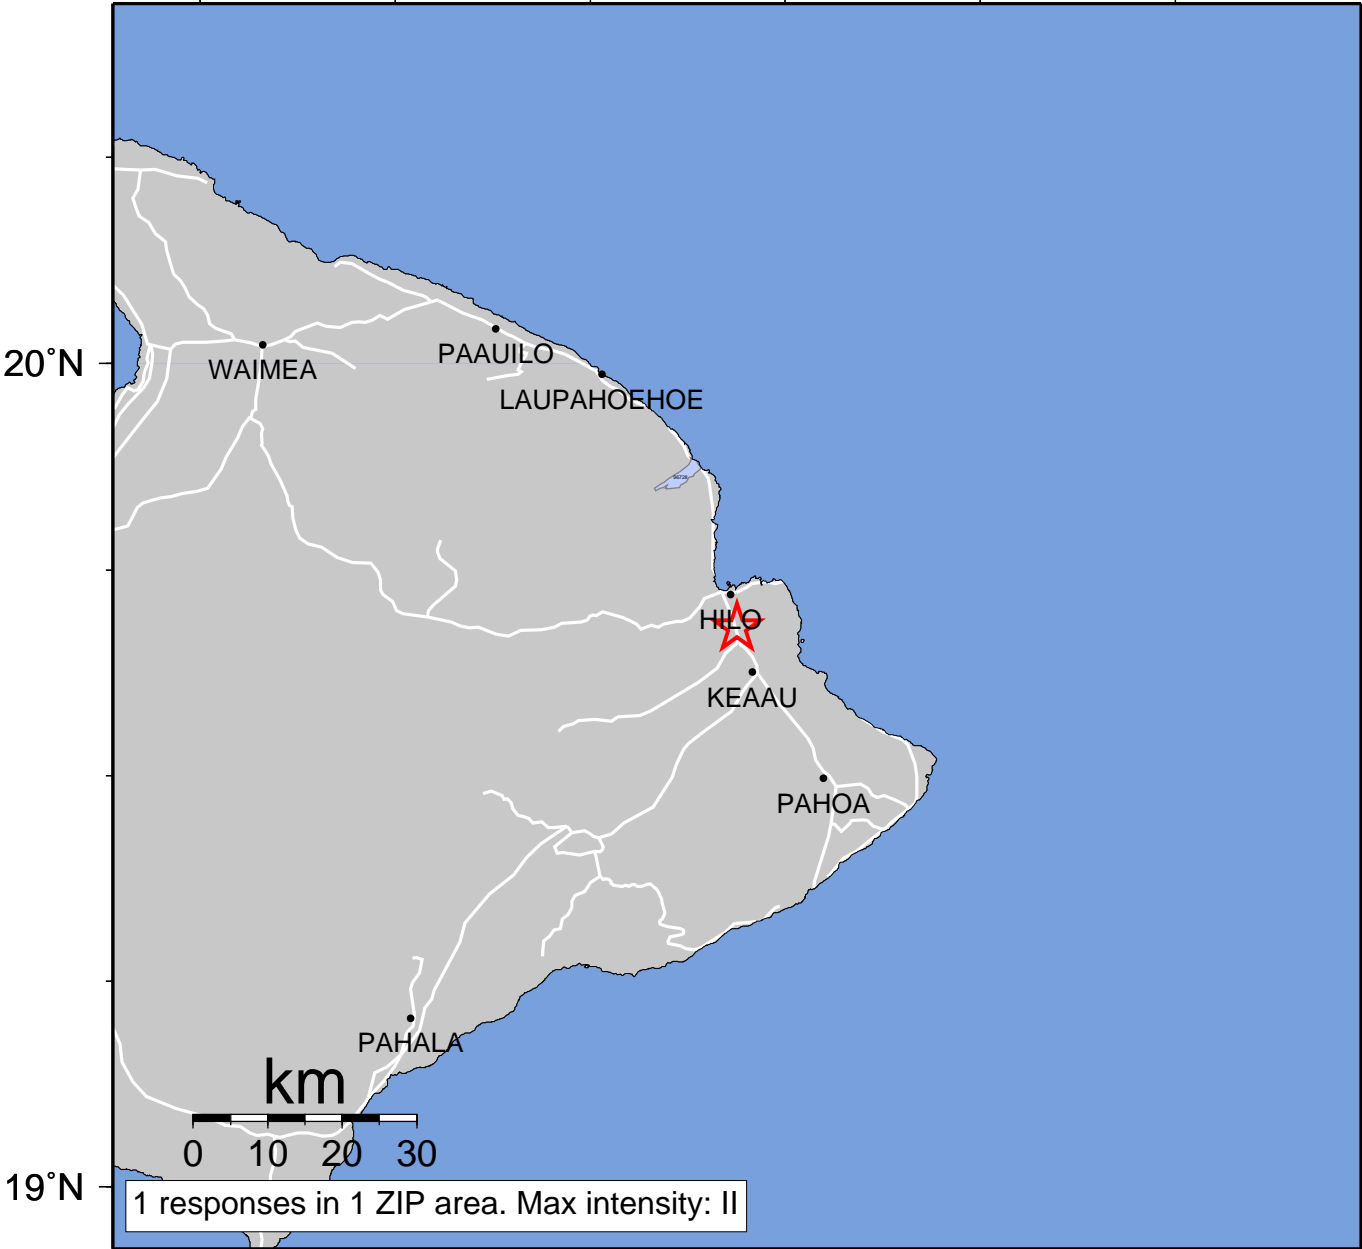 PAAUILO
20°N
WAIMEA
LAUPAHOEHOE
HILO
KEAAU
PAHOA
PAHALA
km
0 10 20 30
19°N
1 responses in 1 ZIP area. Max intensity: II